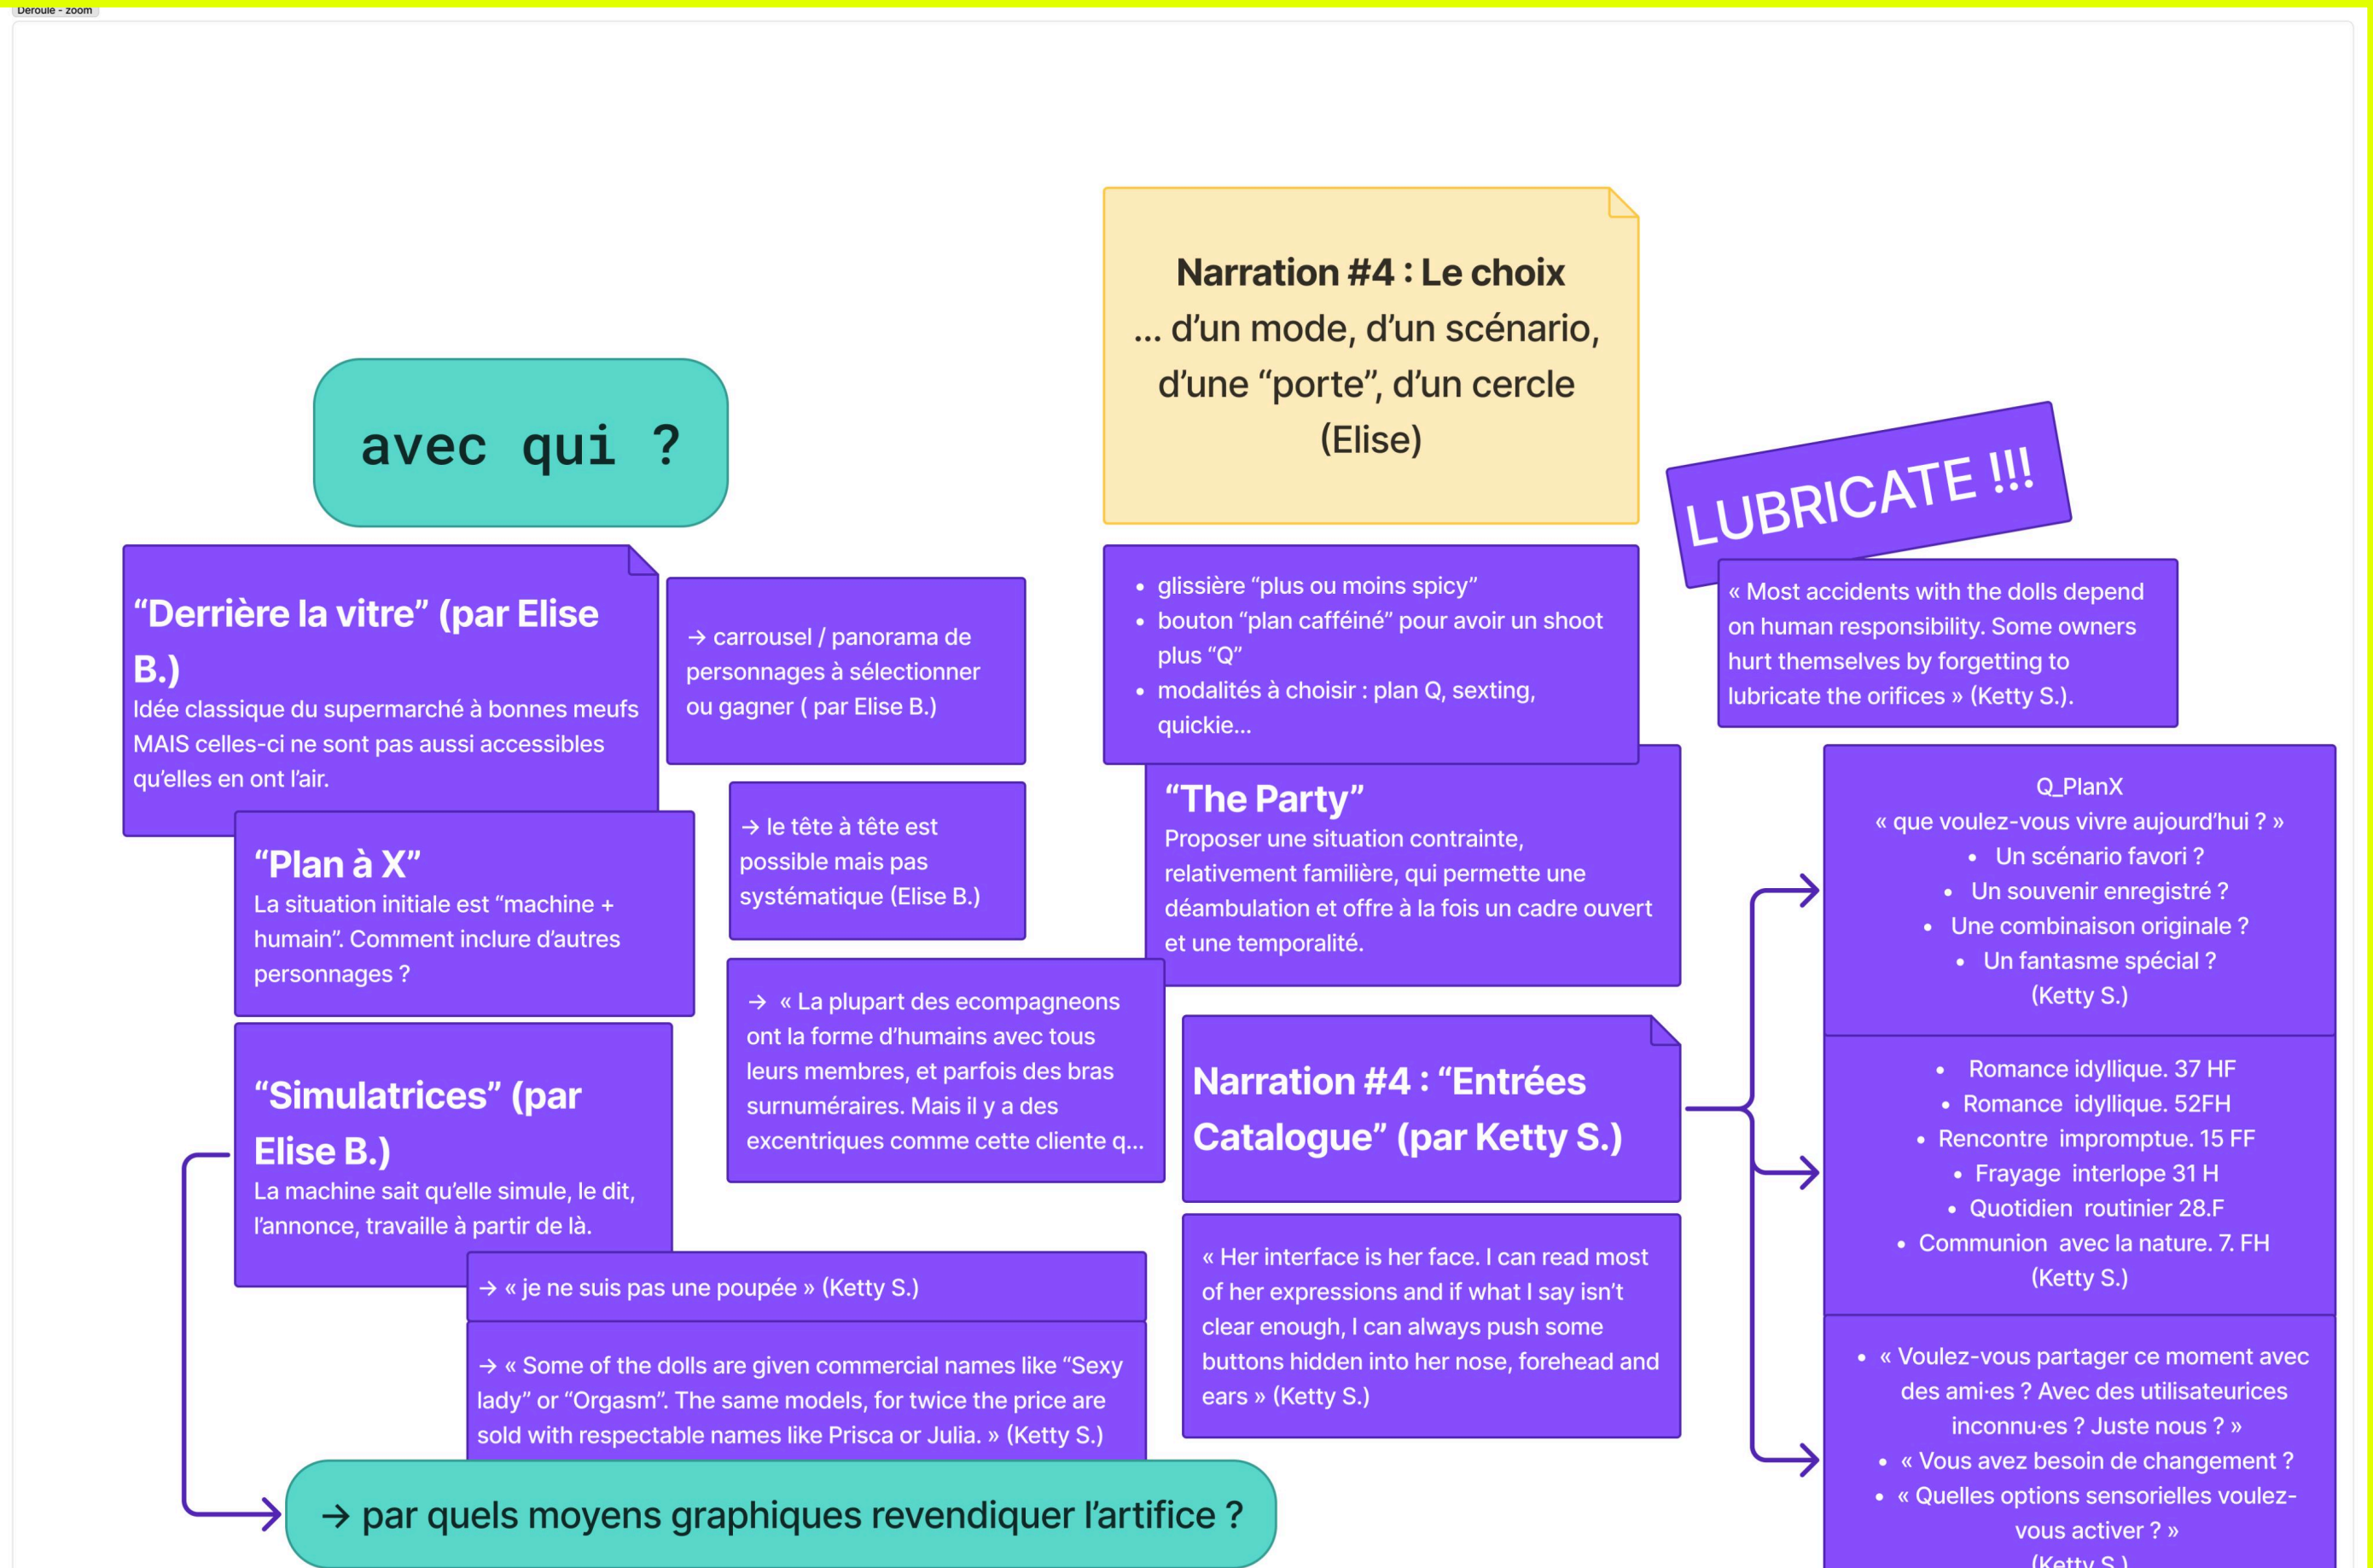 Déroulé - zoom
avec qui ?
Narration #4 : Le choix
... d’un mode, d’un scénario,
d’une “porte”, d’un cercle
(Elise)
LUBRICATE !!!
“Derrière la vitre” (par Elise
B.)
Idée classique du supermarché à bonnes meufs
MAIS celles-ci ne sont pas aussi accessibles
qu’elles en ont l’air.
→ carrousel / panorama de
personnages à sélectionner
ou gagner ( par Elise B.)
“Plan à X”
La situation initiale est “machine +
humain”. Comment inclure d’autres
personnages ?
→ le tête à tête est
possible mais pas
systématique (Elise B.)
“Simulatrices” (par
Elise B.)
La machine sait qu’elle simule, le dit,
l’annonce, travaille à partir de là.
→ « La plupart des ecompagneons
ont la forme d’humains avec tous
leurs membres, et parfois des bras
surnuméraires. Mais il y a des
excentriques comme cette cliente q...
→ « je ne suis pas une poupée » (Ketty S.)
→ « Some of the dolls are given commercial names like “Sexy
lady” or “Orgasm”. The same models, for twice the price are
sold with respectable names like Prisca or Julia. » (Ketty S.)
→ par quels moyens graphiques revendiquer l’artifice ?
• glissière “plus ou moins spicy”
• bouton “plan cafféiné” pour avoir un shoot
plus “Q”
• modalités à choisir : plan Q, sexting,
quickie...
“The Party”
Proposer une situation contrainte,
relativement familière, qui permette une
déambulation et offre à la fois un cadre ouvert
et une temporalité.
Narration #4 : “Entrées
Catalogue” (par Ketty S.)
« Her interface is her face. I can read most
of her expressions and if what I say isn’t
clear enough, I can always push some
buttons hidden into her nose, forehead and
ears » (Ketty S.)
« Most accidents with the dolls depend
on human responsibility. Some owners
hurt themselves by forgetting to
lubricate the orifices » (Ketty S.).
Q_PlanX
« que voulez-vous vivre aujourd’hui ? »
• Un scénario favori ?
• Un souvenir enregistré ?
• Une combinaison originale ?
• Un fantasme spécial ?
(Ketty S.)
• Romance idyllique. 37 HF
• Romance idyllique. 52FH
• Rencontre impromptue. 15 FF
• Frayage interlope 31 H
• Quotidien routinier 28.F
• Communion avec la nature. 7. FH
(Ketty S.)
• « Voulez-vous partager ce moment avec
des ami·es ? Avec des utilisateurices
inconnu·es ? Juste nous ? »
• « Vous avez besoin de changement ?
• « Quelles options sensorielles voulez-
vous activer ? »
(Ketty S.)